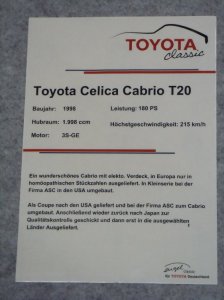 TOYOTA
classic
Toyota Celica Cabrio T20
Baujahr: 1998
Leistung: 180 PS
Hubraum: 1.998 ccm
Höchstgeschwindigkeit: 215 km/h
Motor: 3S-GE
Ein wunderschönes Cabrio mit elekto. Verdeck, in Europa nur in
homöopathischen Stückzahlen ausgeliefert. In Kleinserie bei der
Firma ASC in den USA umgebaut.
Als Coupe nach den USA geliefert und bei der Firma ASC zum Cabrio
umgebaut. Anschließend wieder zurück nach Japan zur
Qualitätskontrolle geschickt und dann erst in die ausgewählten
Länder Ausgeliefert.